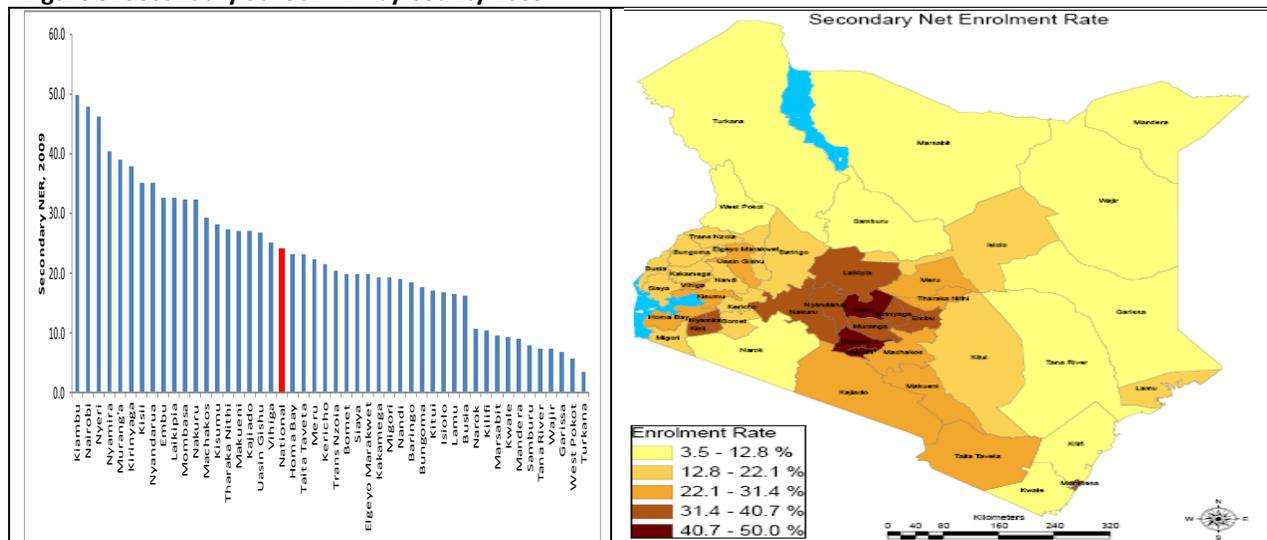 Secondary Net Enrolment Rate
60.0
50.0
40.0
30.0
20.0
10.0
0.0
Secondary NER, 2009
Kiambu
Nairobi
Nyeri
Nyamira
Murang'a
Kirinyaga
Kisii
Nyandarua
Embu
Laikipia
Mombasa
Nakuru
Machakos
Kisumu
Tharaka Nithi
Makueni
Kajiado
Uasin Gishu
Vihiga
National
Homa Bay
Taita Taveta
Meru
Kericho
Trans Nzoia
Bomet
Siaya
Elgeyo Marakwet
Kakamega
Migori
Nandi
Baringo
Bungoma
Kitui
Isiolo
Lamu
Busia
Narok
Kilifi
Marsabit
Kwale
Mandera
Samburu
Tana River
Wajir
Garissa
West Pokot
Turkana
Turkana
Marsabit
Mandera
Wajir
West Pokot
Samburu
Isiolo
Trans Nzoia
Elgeyo Marakwet
Bungoma
Baringo
Uasin Gishu
Busia
Kakamega
Nandi
Siaya
Vihiga
Laikipia
Meru
Kisumu
Kericho
Tharaka Nithi
Nyandarua
Nakuru
Embu
Homa Bay
Nyamira
Bomet
Kisii
Muranga
Migori
Narok
Machakos
Kitui
Tana River
Garissa
Kajiado
Makueni
Lamu
Taita Taveta
Kilifi
Kwale
Mombasa
Enrolment Rate
3.5 - 12.8 %
12.8 - 22.1 %
22.1 - 31.4 %
31.4 - 40.7 %
40.7 - 50.0 %
Kilometers
0 40 80 160 240 320
N
W E
S